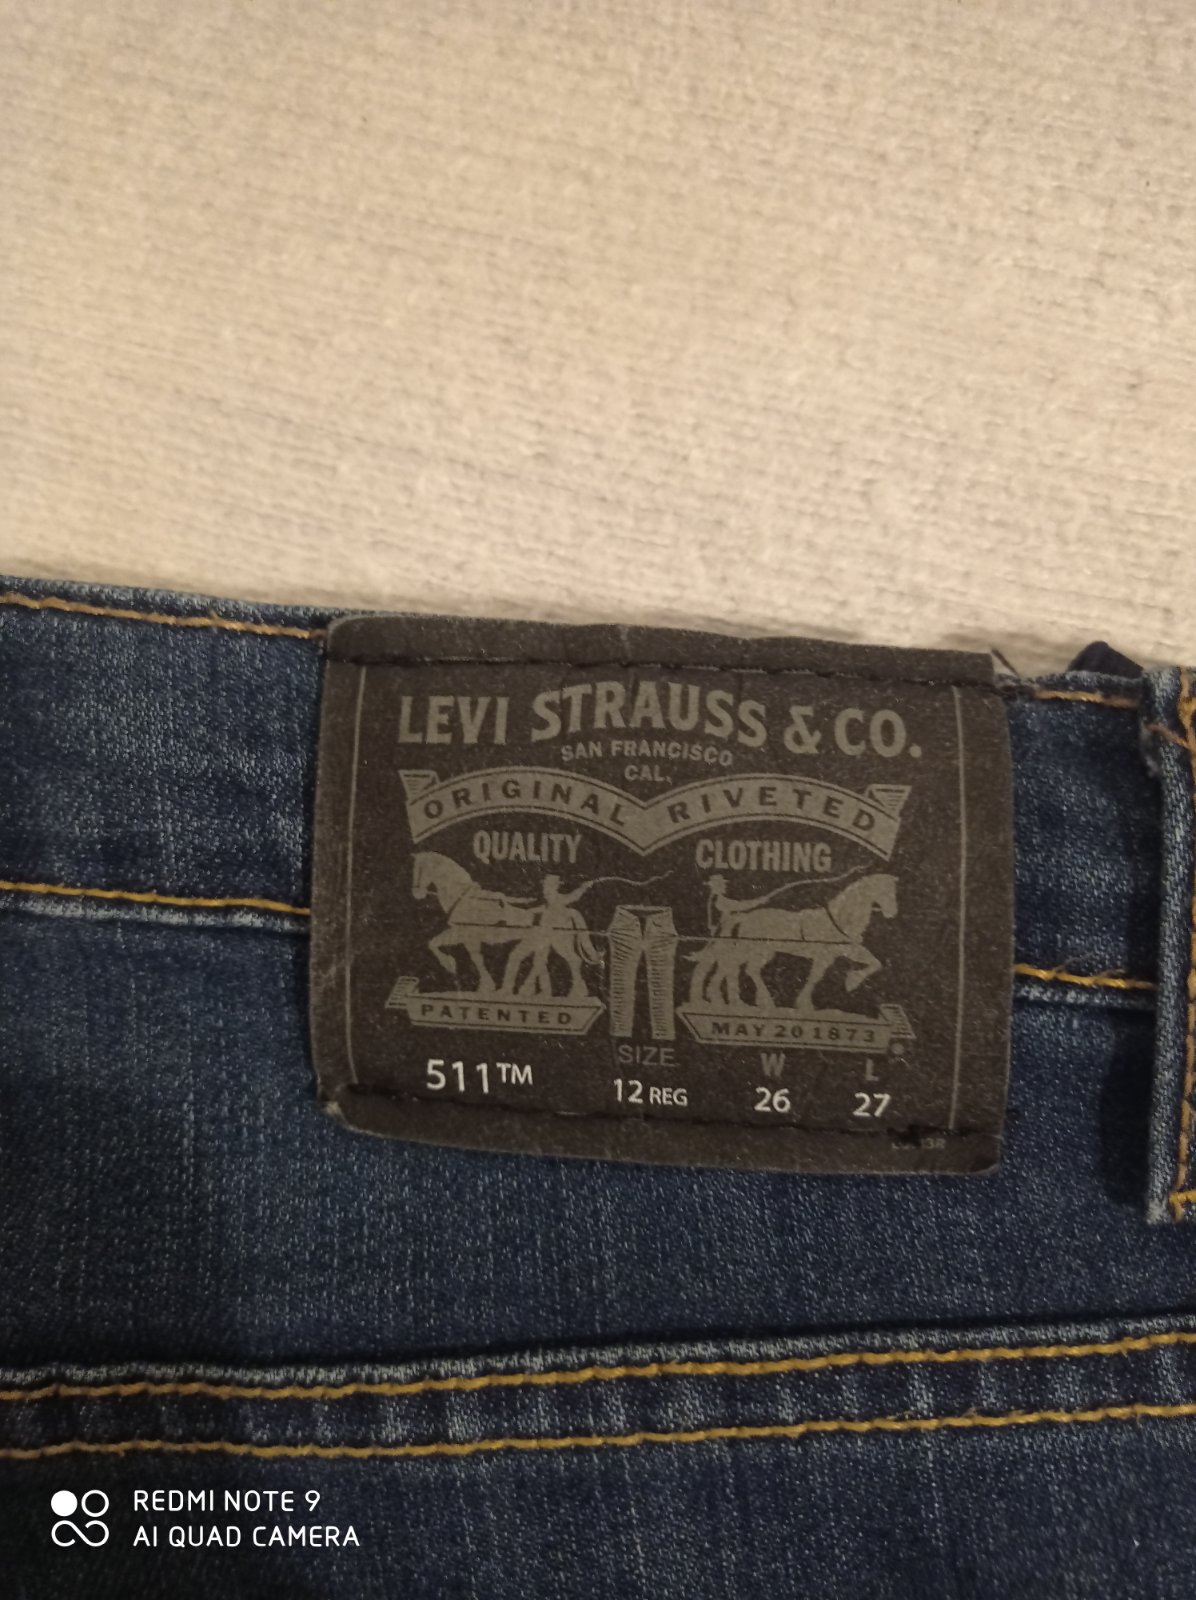 LEVI STRAUSS & CO.
SAN FRANCISCO
CAL.
ORIGINAL RIVETED
QUALITY CLOTHING
PATENTED MAY 20 1873
SIZE W L
511™ 12 REG 26 27
REDMI NOTE 9
AI QUAD CAMERA